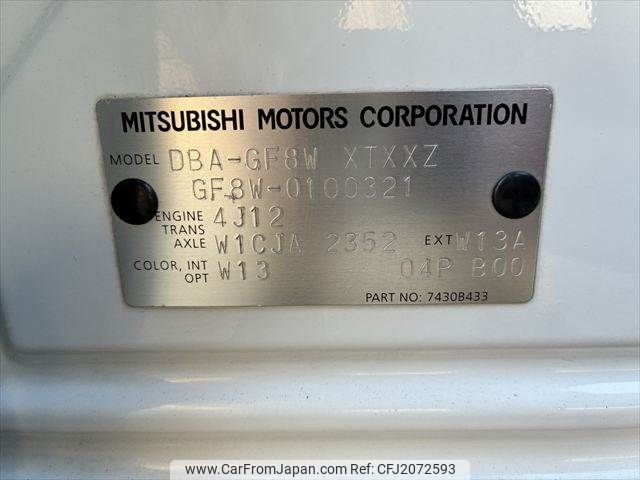 MITSUBISHI MOTORS CORPORATION
MODEL DBA-GF8W XTXXZ
GF8W-0100321
ENGINE 4J12
TRANS AXLE W1CJA 2352 EXT W13A
COLOR, INT OPT W13 04P B00
PART NO: 7430B433
www.CarFromJapan.com | Ref. Code: CFJ2072593